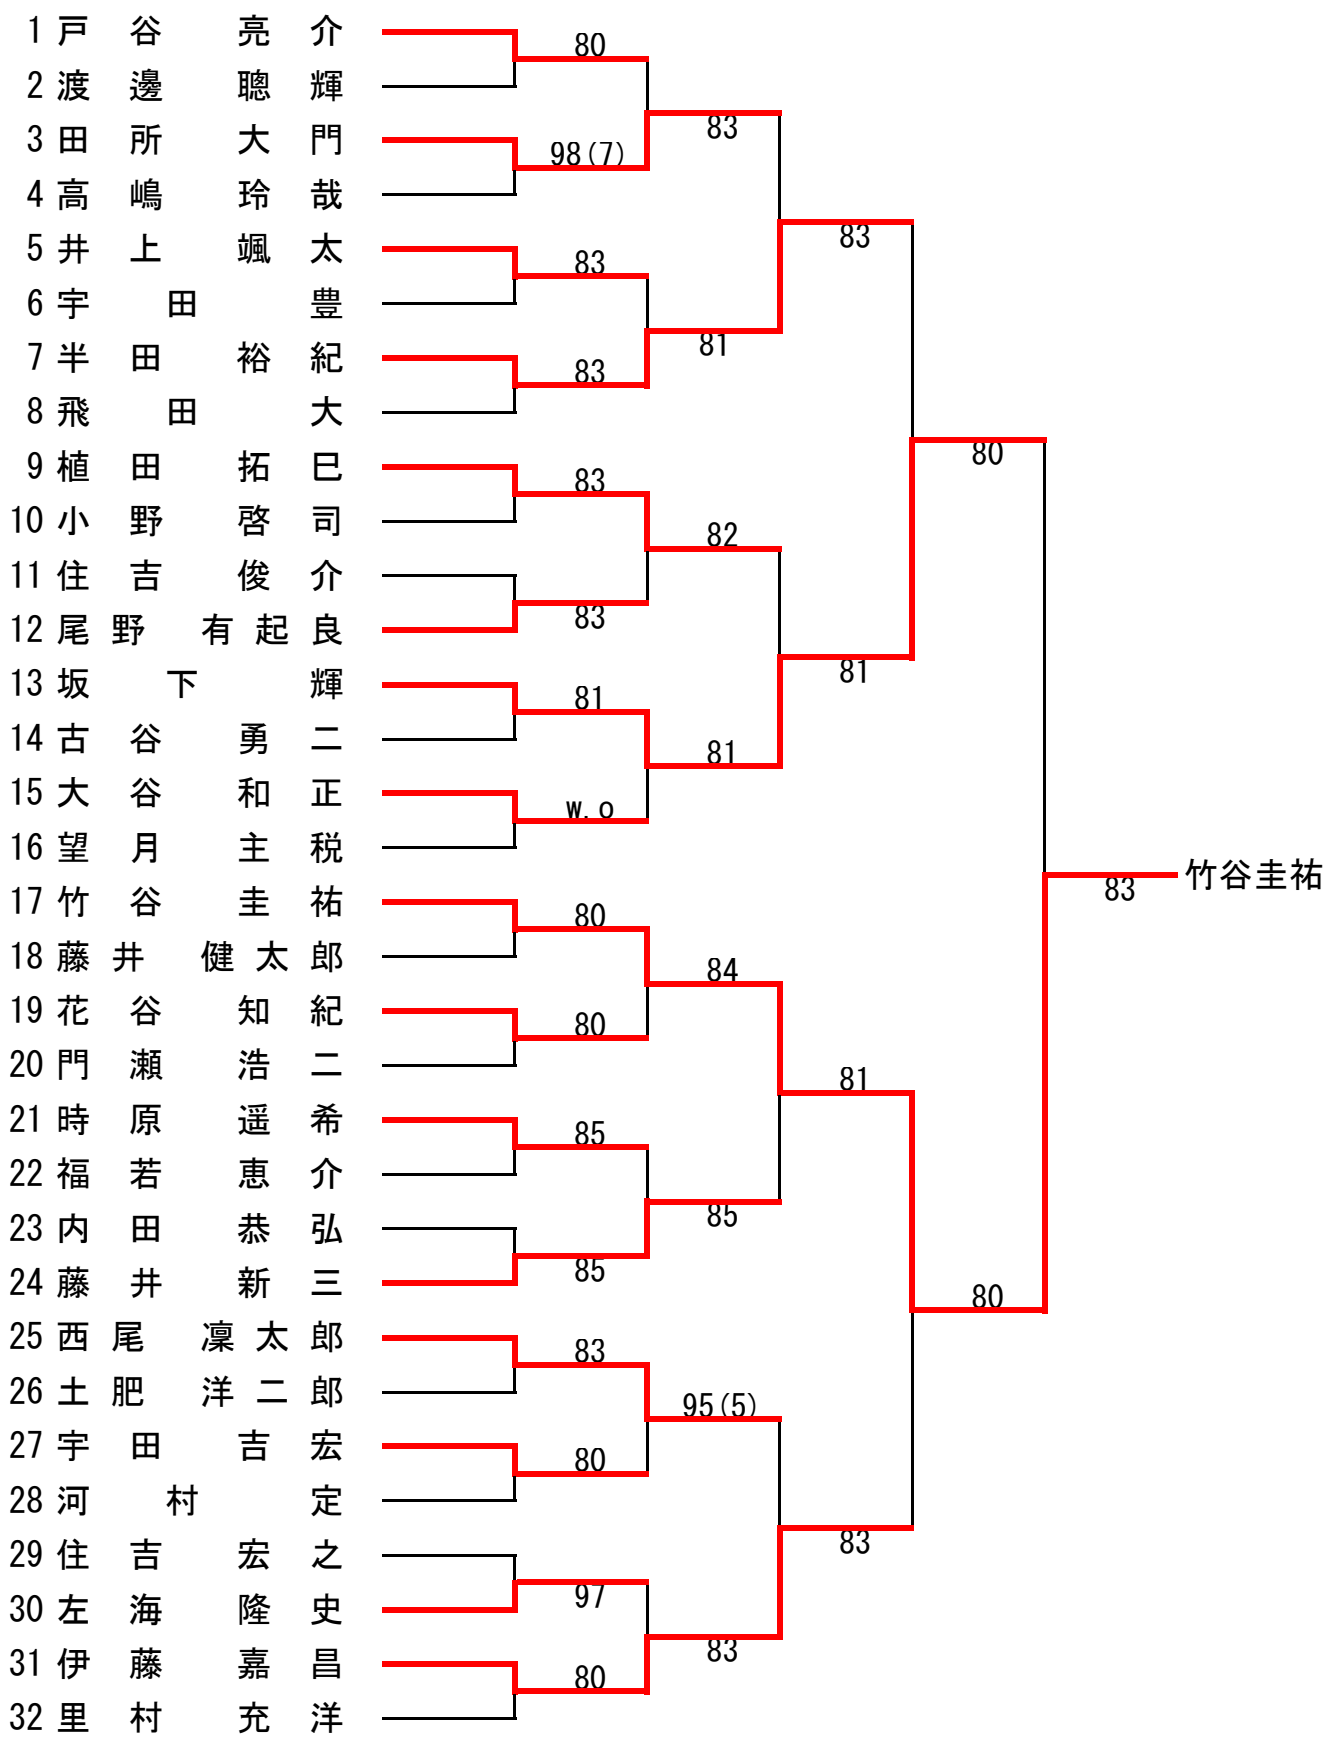 1 戸谷 亮介
80
2 渡邊 聰輝
83
3 田所 大門
98(7)
4 高嶋 玲哉
83
5 井上 颯太
83
6 宇田 豊
81
7 半田 裕紀
83
8 飛田 大
80
9 植田 拓巳
83
10 小野 啓司
82
11 住吉 俊介
83
12 尾野 有起良
81
13 坂下 輝
81
14 古谷 勇二
81
15 大谷 和正
w.o
16 望月 主税
83 竹谷圭祐
17 竹谷 圭祐
80
18 藤井 健太郎
84
19 花谷 知紀
80
20 門瀬 浩二
81
21 時原 遥希
85
22 福若 恵介
85
23 内田 恭弘
85
24 藤井 新三
80
25 西尾 凜太郎
83
26 土肥 洋二郎
95(5)
27 宇田 吉宏
80
28 河村 定
83
29 住吉 宏之
97
30 左海 隆史
83
31 伊藤 嘉昌
80
32 里村 充洋